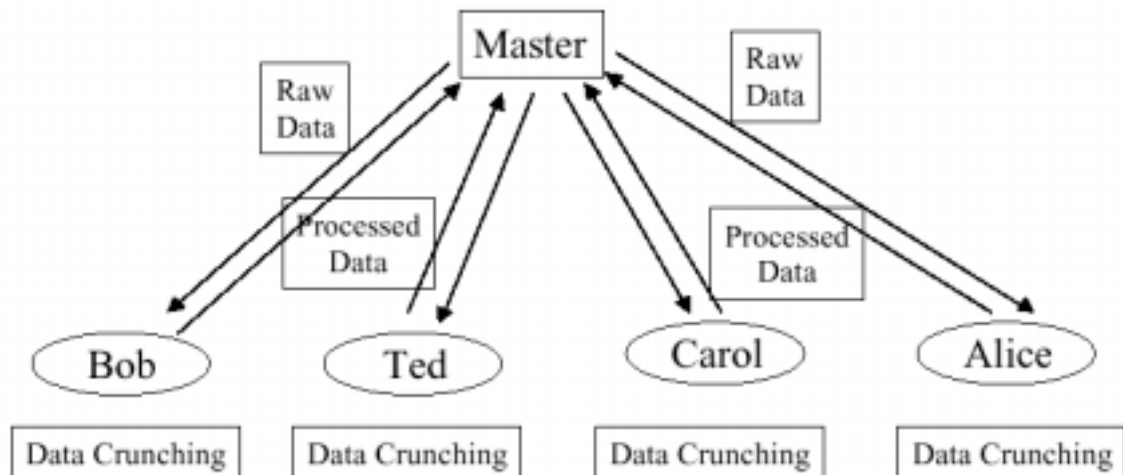 Master
Raw
Data
Raw
Data
Processed
Data
Processed
Data
Bob
Ted
Carol
Alice
Data Crunching
Data Crunching
Data Crunching
Data Crunching